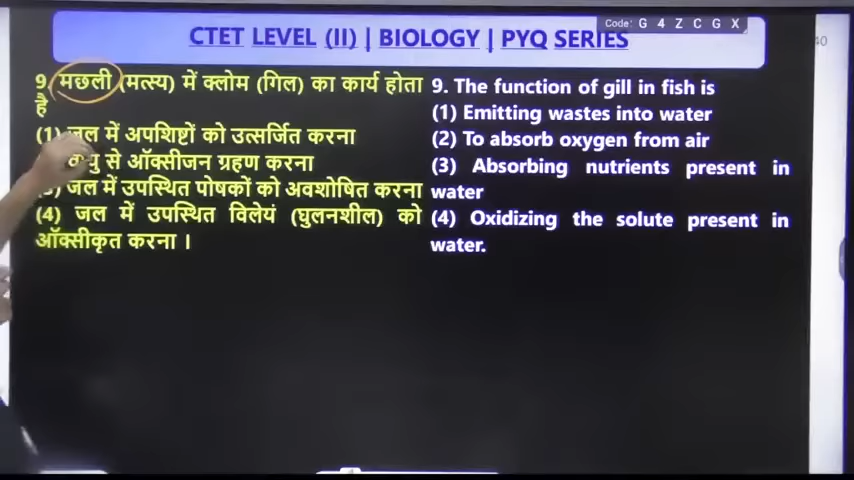 Code: G 4 Z C G X
CTET LEVEL (II) | BIOLOGY | PYQ SERIES
40
9. मछली (मत्स्य) में क्लोम (गिल) का कार्य होता
है
(1) जल में अपशिष्टों को उत्सर्जित करना
से ऑक्सीजन ग्रहण करना
जल में उपस्थित पोषकों को अवशोषित करना
(4) जल में उपस्थित विलेयं (घुलनशील) को
ऑक्सीकृत करना ।
9. The function of gill in fish is
(1) Emitting wastes into water
(2) To absorb oxygen from air
(3) Absorbing nutrients present in
water
(4) Oxidizing the solute present in
water.